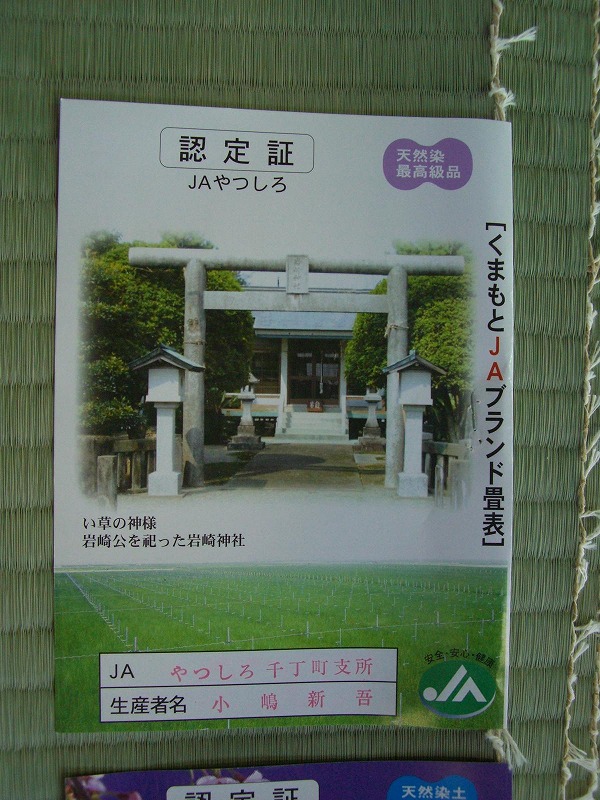 認定証
JAやつしろ
天然染
最高級品
[くまもとJAブランド畳表]
い草の神様
岩崎公を祀った岩崎神社
安全・安心・健康
JA
JA やつしろ 千丁町支所
生産者名 小嶋新吾
認定証
天然染土